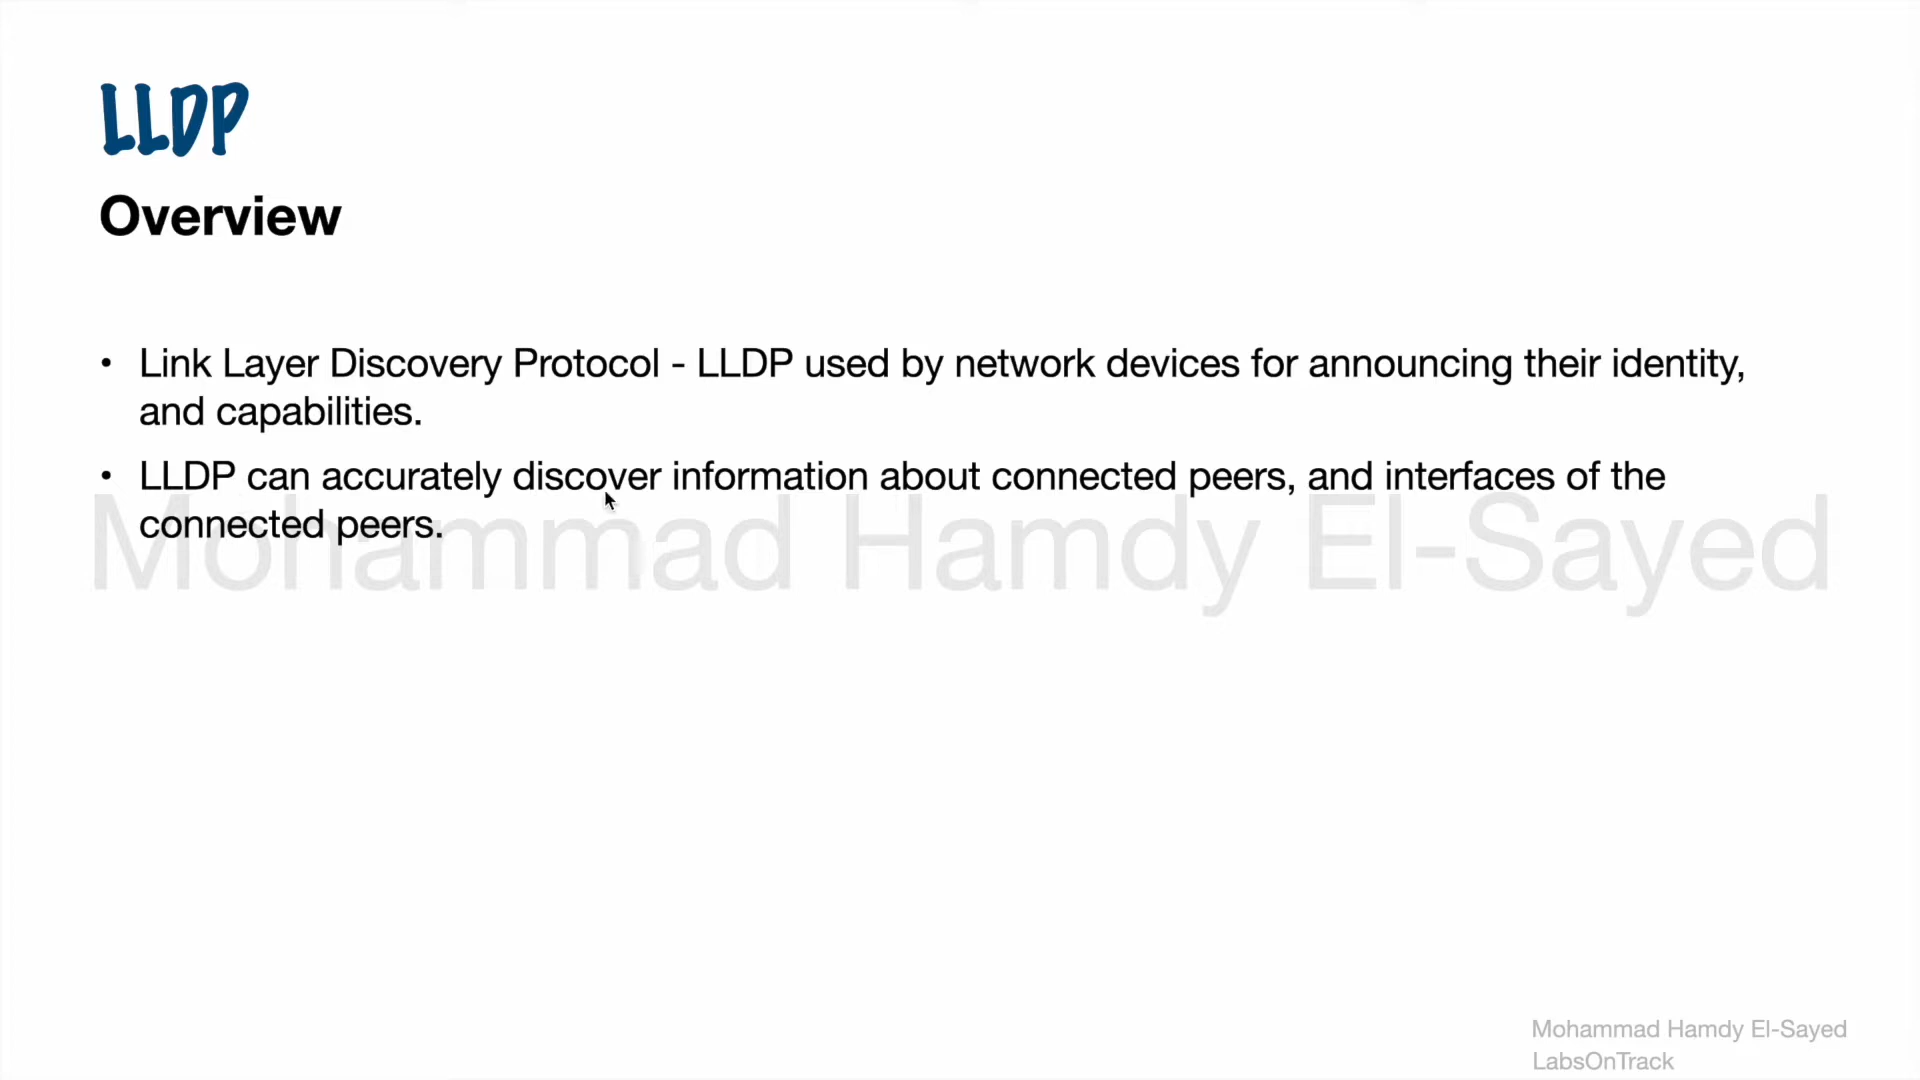 LLDP
Overview
• Link Layer Discovery Protocol - LLDP used by network devices for announcing their identity,
and capabilities.
• LLDP can accurately discover information about connected peers, and interfaces of the
connected peers.
Mohammad Hamdy El-Sayed
Mohammad Hamdy El-Sayed
LabsOnTrack